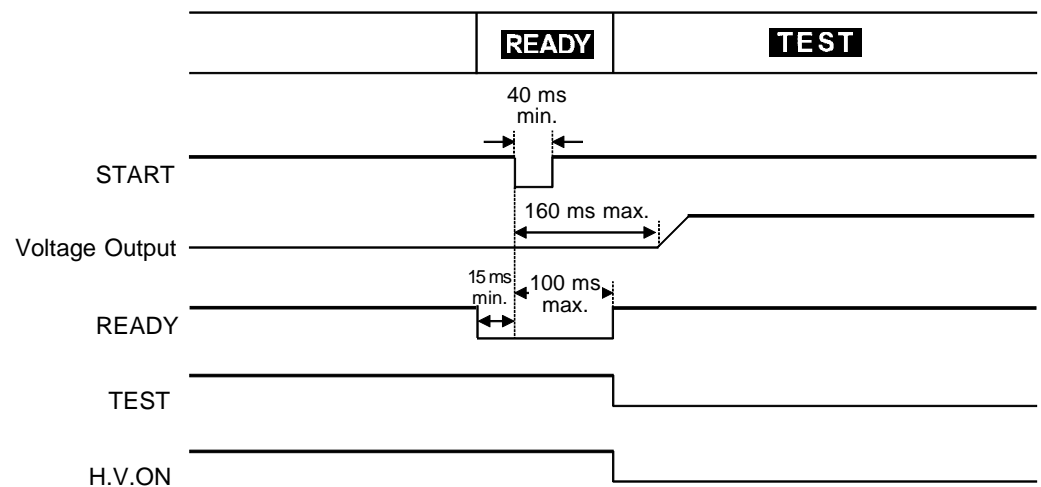 READY TEST
40 ms
min.
START
160 ms max.
Voltage Output
15 ms 100 ms
min. max.
READY
TEST
H.V.ON